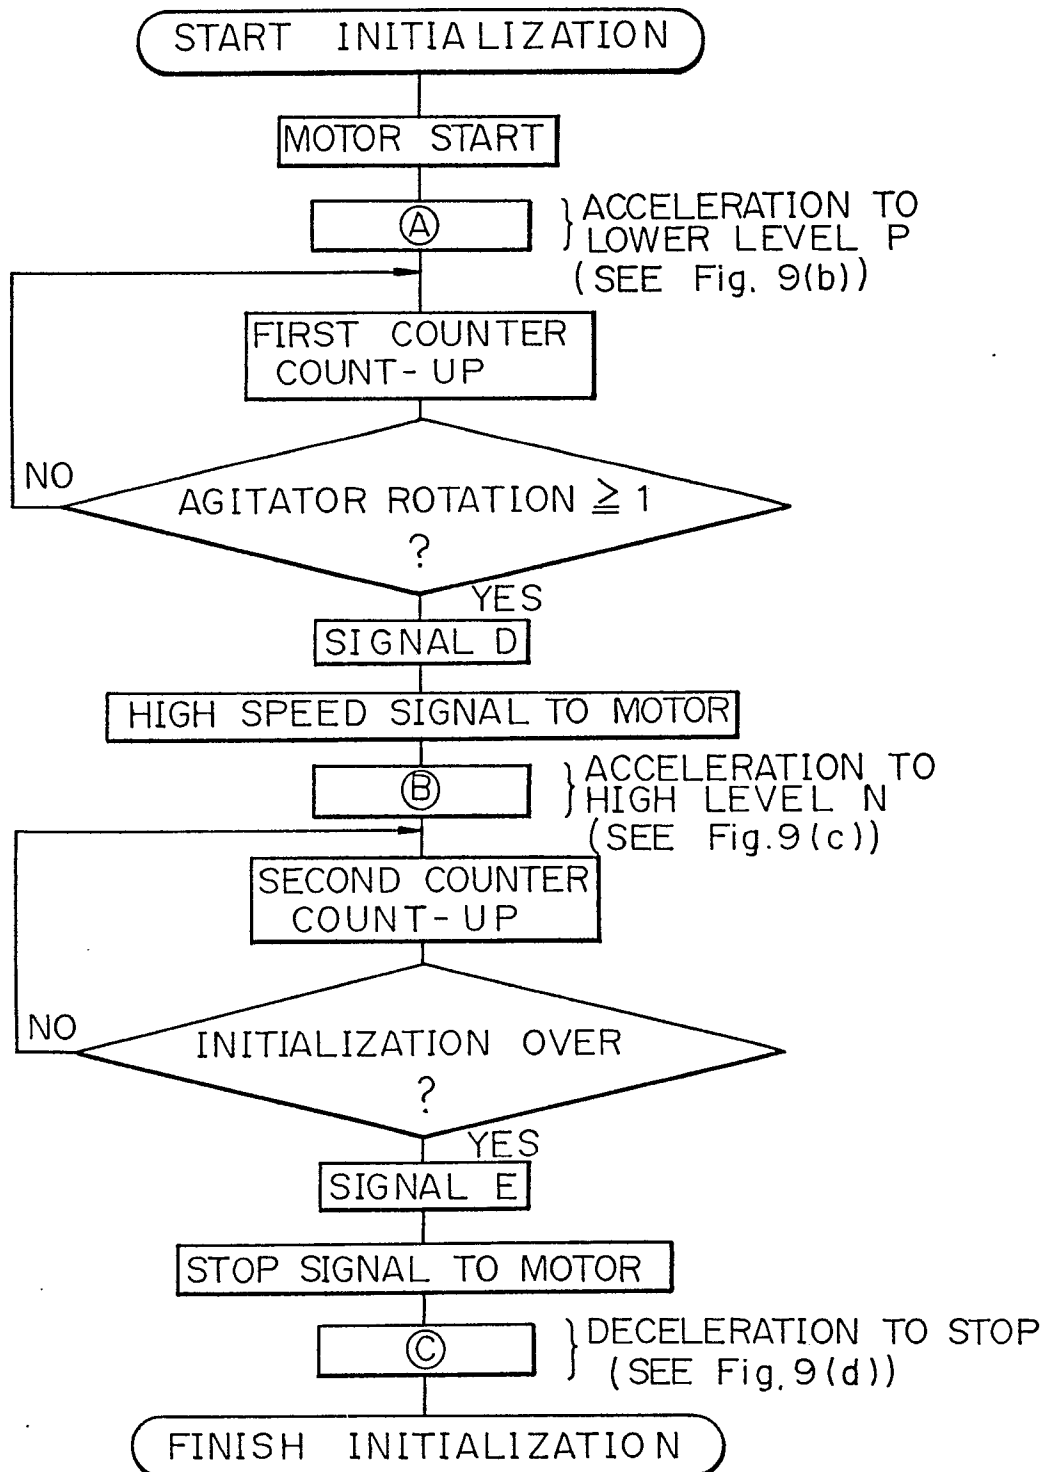 START INITIALIZATION
MOTOR START
Ⓐ
ACCELERATION TO
LOWER LEVEL P
(SEE Fig. 9(b))
FIRST COUNTER
COUNT-UP
NO
AGITATOR ROTATION ≧ 1
?
YES
SIGNAL D
HIGH SPEED SIGNAL TO MOTOR
Ⓑ
ACCELERATION TO
HIGH LEVEL N
(SEE Fig.9(c))
SECOND COUNTER
COUNT-UP
NO
INITIALIZATION OVER
?
YES
SIGNAL E
STOP SIGNAL TO MOTOR
Ⓒ
DECELERATION TO STOP
(SEE Fig.9(d))
FINISH INITIALIZATION